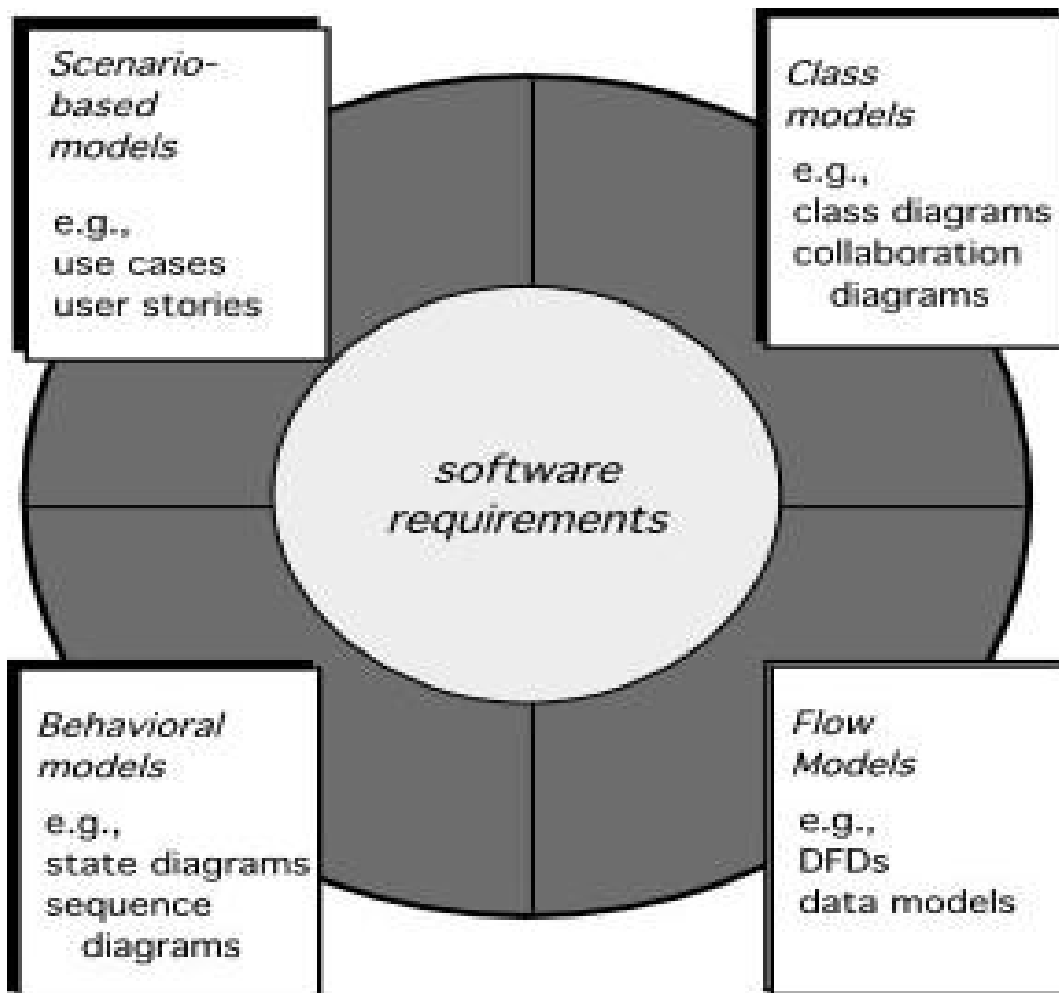 Scenario-
based
models
e.g.,
use cases
user stories
Class
models
e.g.,
class diagrams
collaboration
diagrams
software
requirements
Behavioral
models
e.g.,
state diagrams
sequence
diagrams
Flow
Models
e.g.,
DFDs
data models